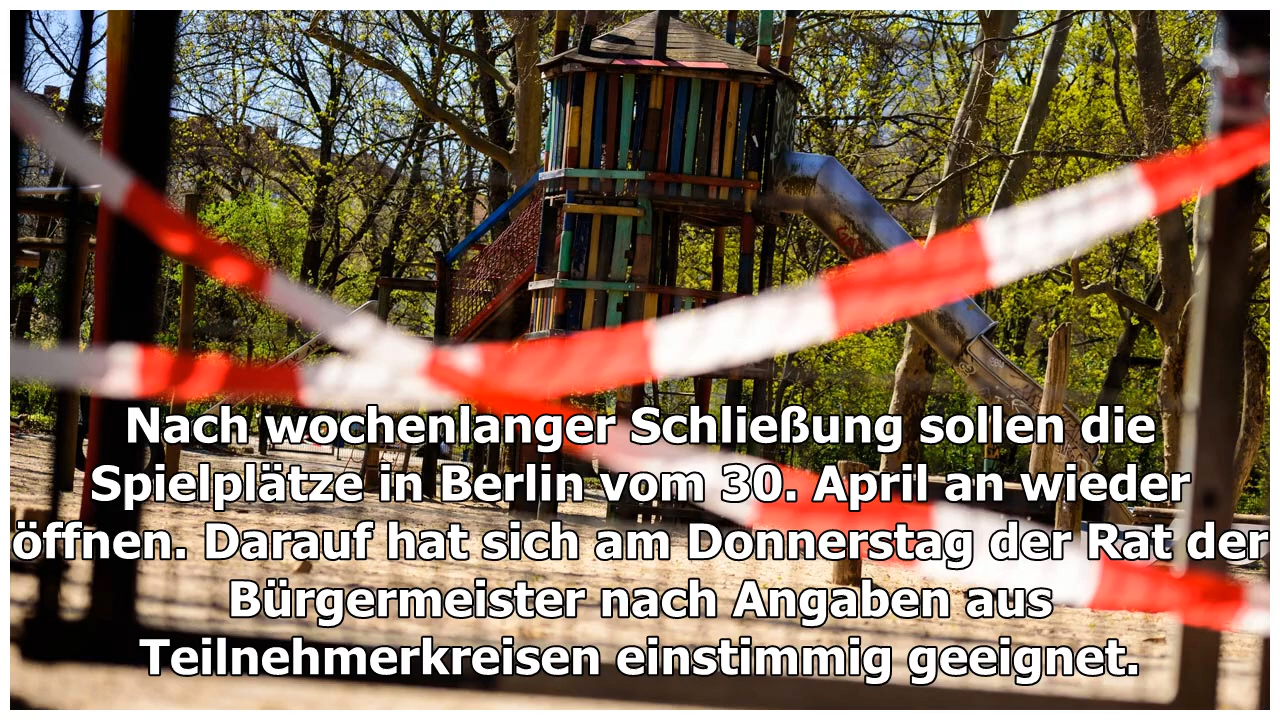 Nach wochenlanger Schließung sollen die
Spielplätze in Berlin vom 30. April an wieder
öffnen. Darauf hat sich am Donnerstag der Rat der
Bürgermeister nach Angaben aus
Teilnehmerkreisen einstimmig geeignet.